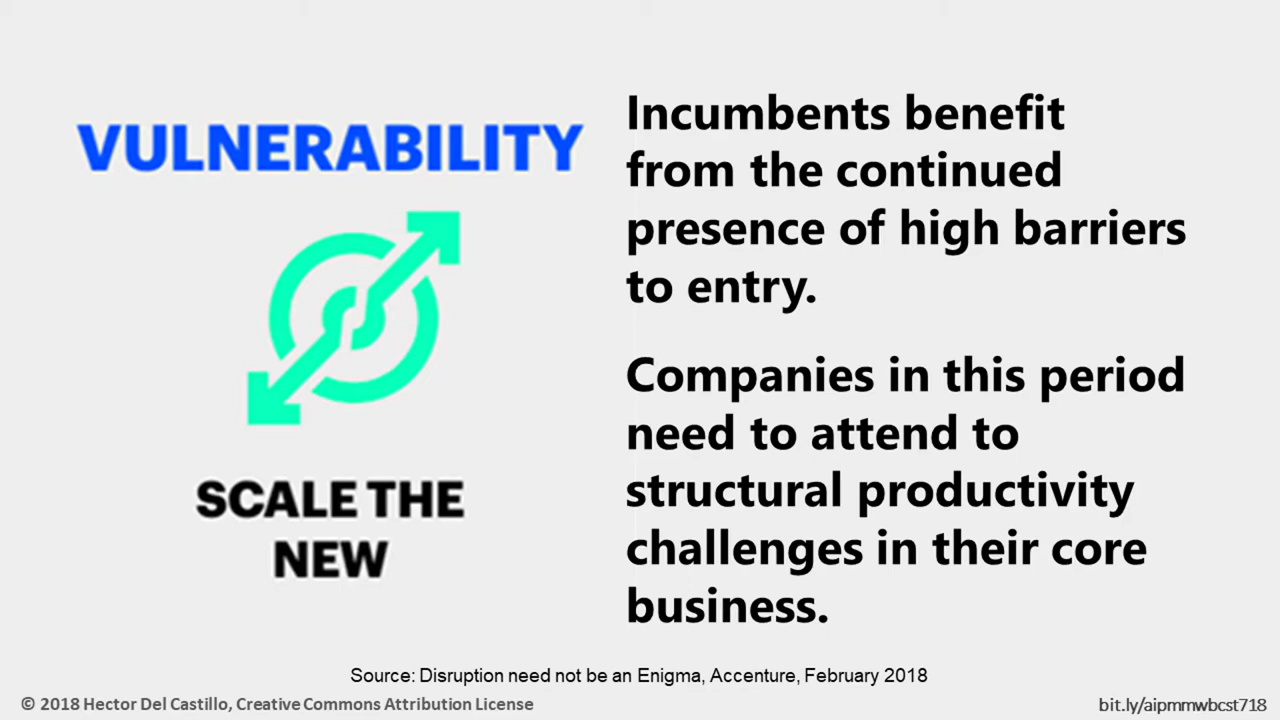 VULNERABILITY
SCALE THE
NEW
Incumbents benefit
from the continued
presence of high barriers
to entry.
Companies in this period
need to attend to
structural productivity
challenges in their core
business.
Source: Disruption need not be an Enigma, Accenture, February 2018
© 2018 Hector Del Castillo, Creative Commons Attribution License
bit.ly/aipmmwbcst718